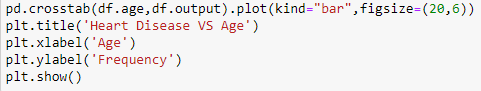 pd.crosstab(df.age,df.output).plot(kind="bar",figsize=(20,6))
plt.title('Heart Disease VS Age')
plt.xlabel('Age')
plt.ylabel('Frequency')
plt.show()